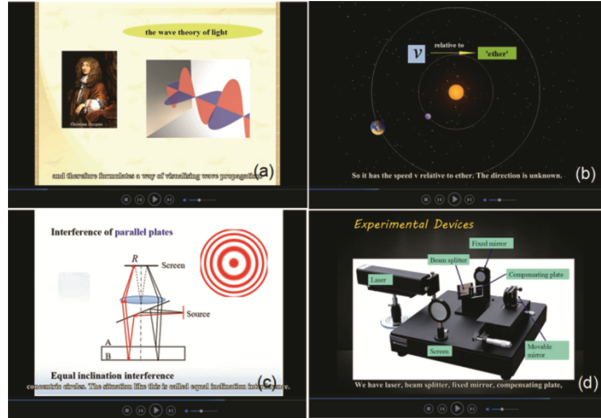 the wave theory of light
Christian Huygens
and therefore formulates a way of visualising wave propagation
(a)
v
relative to
'ether'
So it has the speed v relative to ether. The direction is unknown.
(b)
Interference of parallel plates
R
Screen
Source
A
B
Equal inclination interference
concentric circles. The situation like this is called equal inclination interference.
(c)
Experimental Devices
Fixed mirror
Beam splitter
Compensating plate
Laser
Screen
Movable
mirror
We have laser, beam splitter, fixed mirror, compensating plate,
(d)